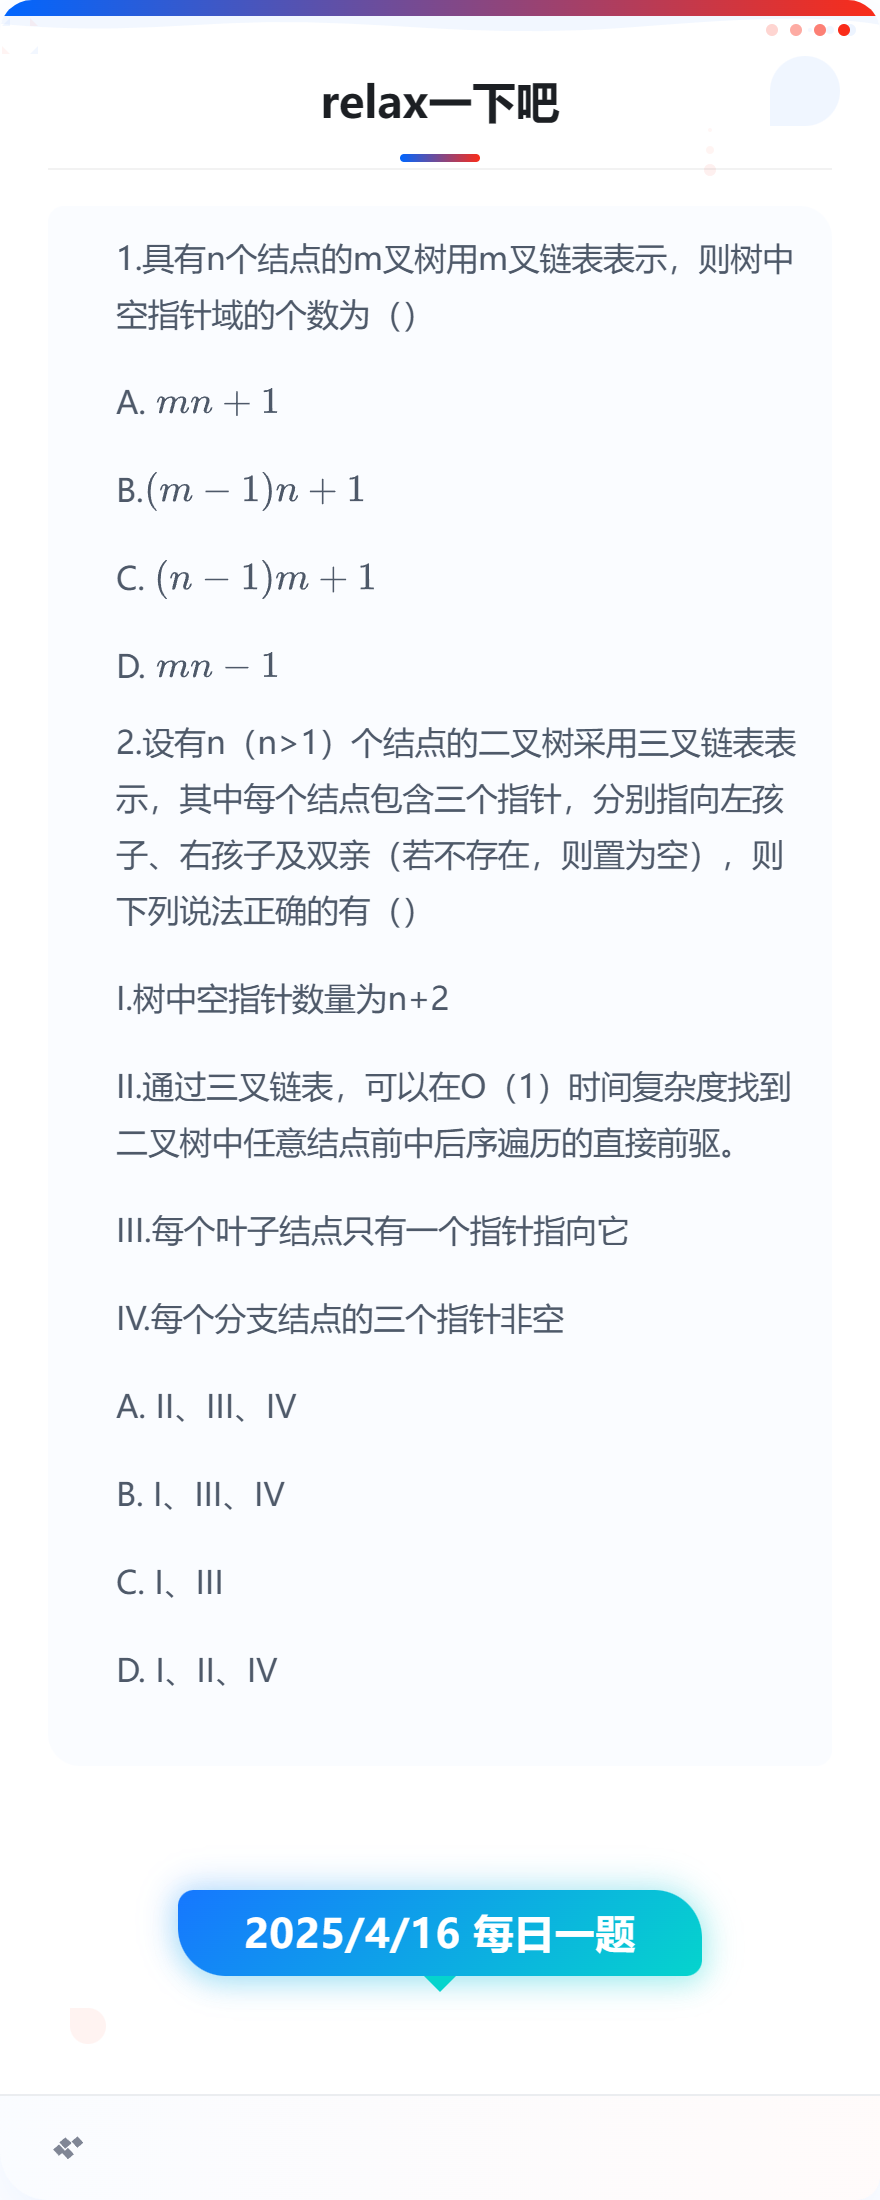 relax一下吧
1.具有n个结点的m叉树用m叉链表表示，则树中
空指针域的个数为（）
A. mn + 1
B.(m − 1)n + 1
C. (n − 1)m + 1
D. mn − 1
2.设有n（n>1）个结点的二叉树采用三叉链表表
示，其中每个结点包含三个指针，分别指向左孩
子、右孩子及双亲（若不存在，则置为空），则
下列说法正确的有（）
I.树中空指针数量为n+2
II.通过三叉链表，可以在O（1）时间复杂度找到
二叉树中任意结点前中后序遍历的直接前驱。
III.每个叶子结点只有一个指针指向它
IV.每个分支结点的三个指针非空
A. II、III、IV
B. I、III、IV
C. I、III
D. I、II、IV
2025/4/16 每日一题